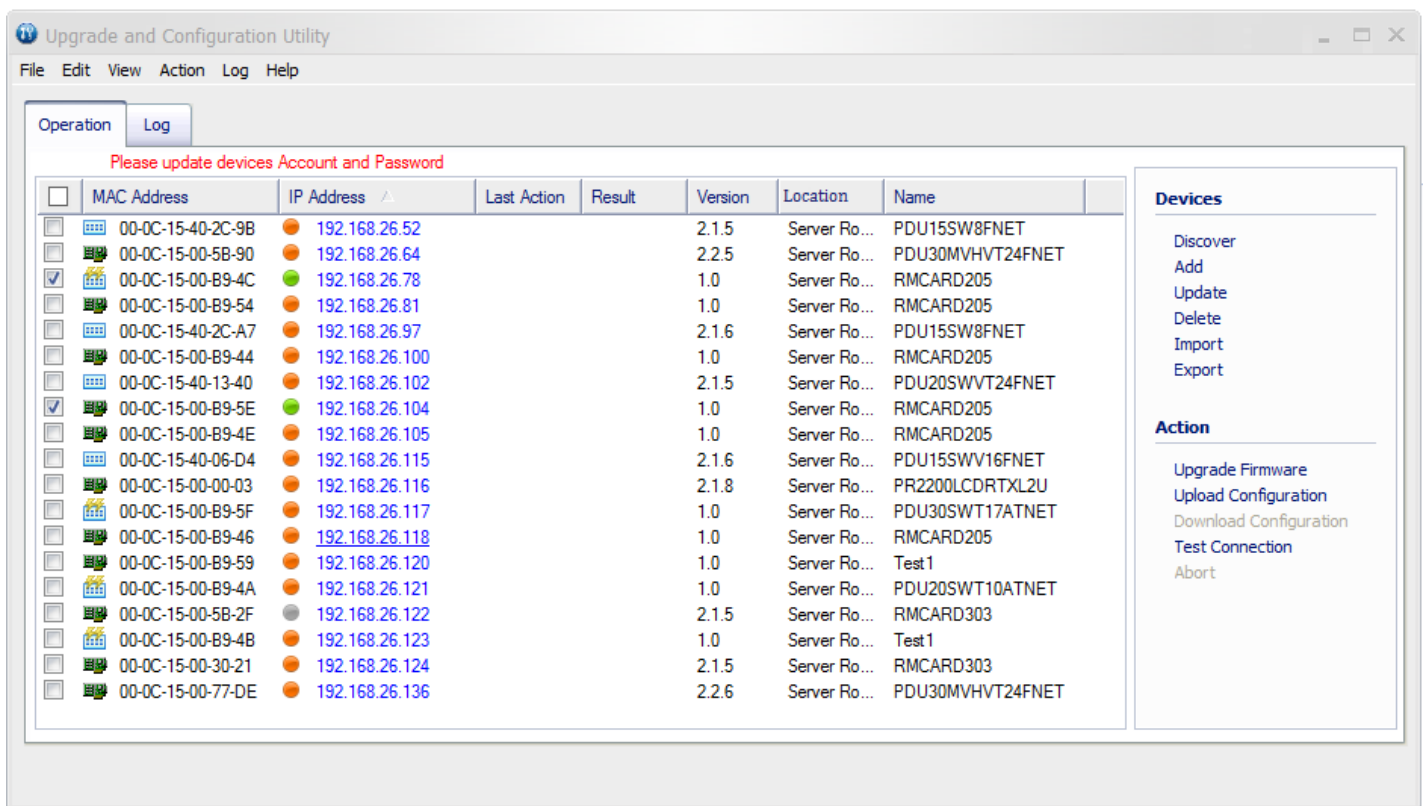 Upgrade and Configuration Utility
File Edit View Action Log Help
Operation Log
Please update devices Account and Password
MAC Address IP Address Last Action Result Version Location Name
00-0C-15-40-2C-9B 192.168.26.52 2.1.5 Server Ro... PDU15SW8FNET
00-0C-15-00-5B-90 192.168.26.64 2.2.5 Server Ro... PDU30MVHVT24FNET
00-0C-15-00-B9-4C 192.168.26.78 1.0 Server Ro... RMCARD205
00-0C-15-00-B9-54 192.168.26.81 1.0 Server Ro... RMCARD205
00-0C-15-40-2C-A7 192.168.26.97 2.1.6 Server Ro... PDU15SW8FNET
00-0C-15-00-B9-44 192.168.26.100 1.0 Server Ro... RMCARD205
00-0C-15-40-13-40 192.168.26.102 2.1.5 Server Ro... PDU20SWVT24FNET
00-0C-15-00-B9-5E 192.168.26.104 1.0 Server Ro... RMCARD205
00-0C-15-00-B9-4E 192.168.26.105 1.0 Server Ro... RMCARD205
00-0C-15-40-06-D4 192.168.26.115 2.1.6 Server Ro... PDU15SWV16FNET
00-0C-15-00-00-03 192.168.26.116 2.1.8 Server Ro... PR2200LCDRTXL2U
00-0C-15-00-B9-5F 192.168.26.117 1.0 Server Ro... PDU30SWT17ATNET
00-0C-15-00-B9-46 192.168.26.118 1.0 Server Ro... RMCARD205
00-0C-15-00-B9-59 192.168.26.120 1.0 Server Ro... Test1
00-0C-15-00-B9-4A 192.168.26.121 1.0 Server Ro... PDU20SWT10ATNET
00-0C-15-00-5B-2F 192.168.26.122 2.1.5 Server Ro... RMCARD303
00-0C-15-00-B9-4B 192.168.26.123 1.0 Server Ro... Test1
00-0C-15-00-30-21 192.168.26.124 2.1.5 Server Ro... RMCARD303
00-0C-15-00-77-DE 192.168.26.136 2.2.6 Server Ro... PDU30MVHVT24FNET
Devices
Discover
Add
Update
Delete
Import
Export
Action
Upgrade Firmware
Upload Configuration
Download Configuration
Test Connection
Abort